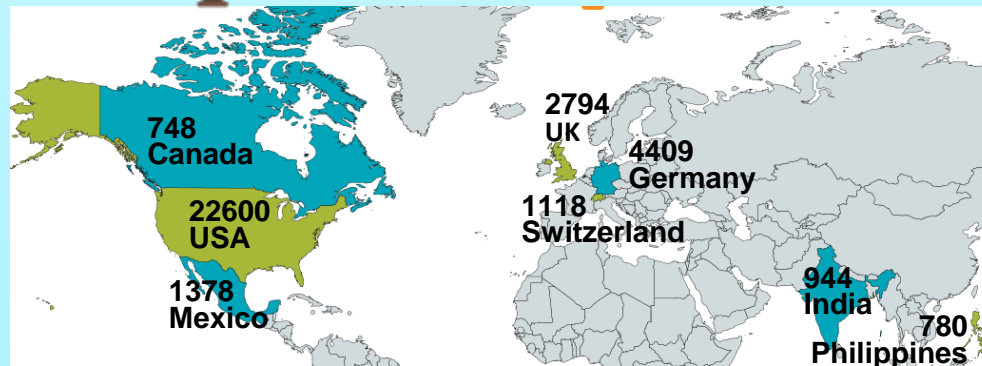 2794
UK
748
Canada
4409
Germany
22600
USA
1118
Switzerland
1378
Mexico
944
India
780
Philippines